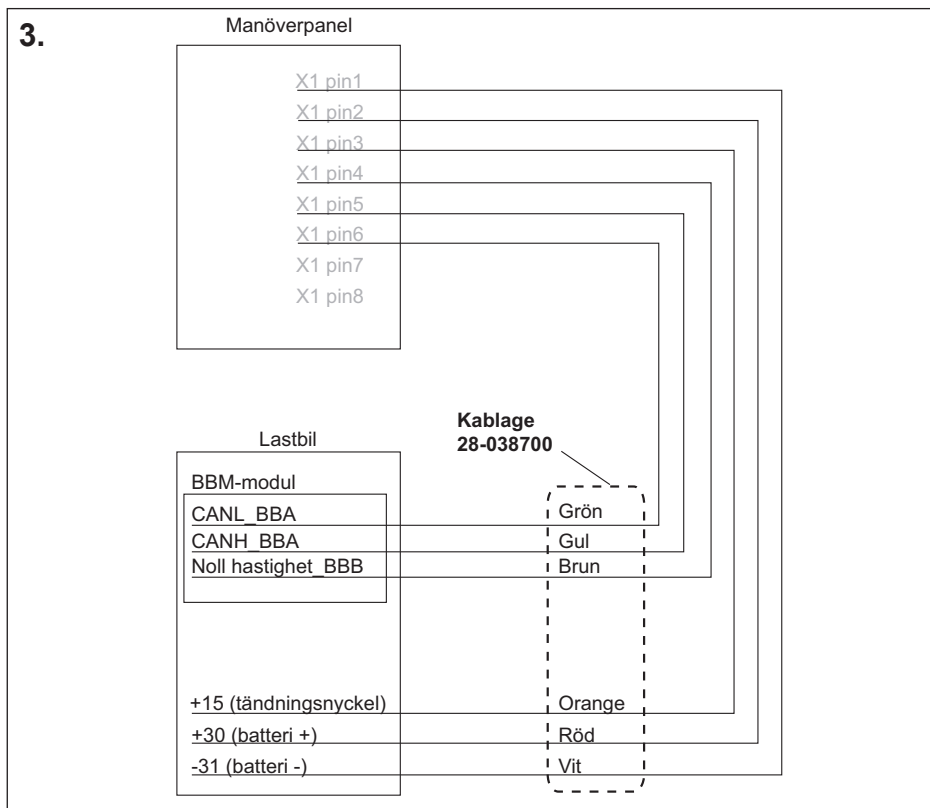 3.
Manöverpanel
X1 pin1
X1 pin2
X1 pin3
X1 pin4
X1 pin5
X1 pin6
X1 pin7
X1 pin8
Kablage
28-038700
Lastbil
BBM-modul
CANL_BBA
Grön
CANH_BBA
Gul
Noll hastighet_BBB
Brun
+15 (tändningsnyckel)
Orange
+30 (batteri +)
Röd
-31 (batteri -)
Vit